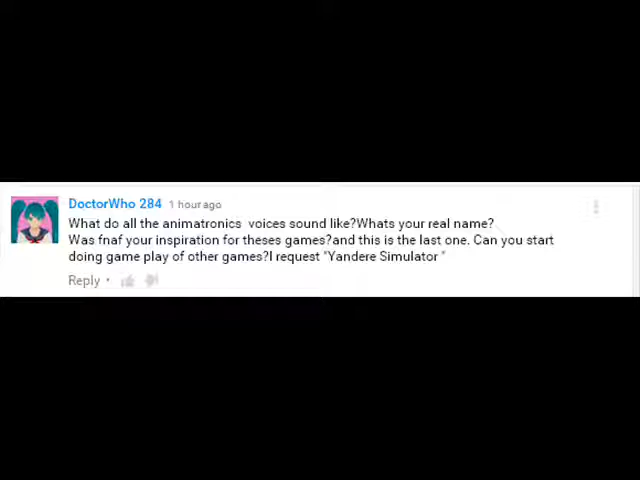 DoctorWho 284 1 hour ago
What do all the animatronics voices sound like?Whats your real name?
Was fnaf your inspiration for theses games?and this is the last one. Can you start
doing game play of other games?I request "Yandere Simulator "
Reply •